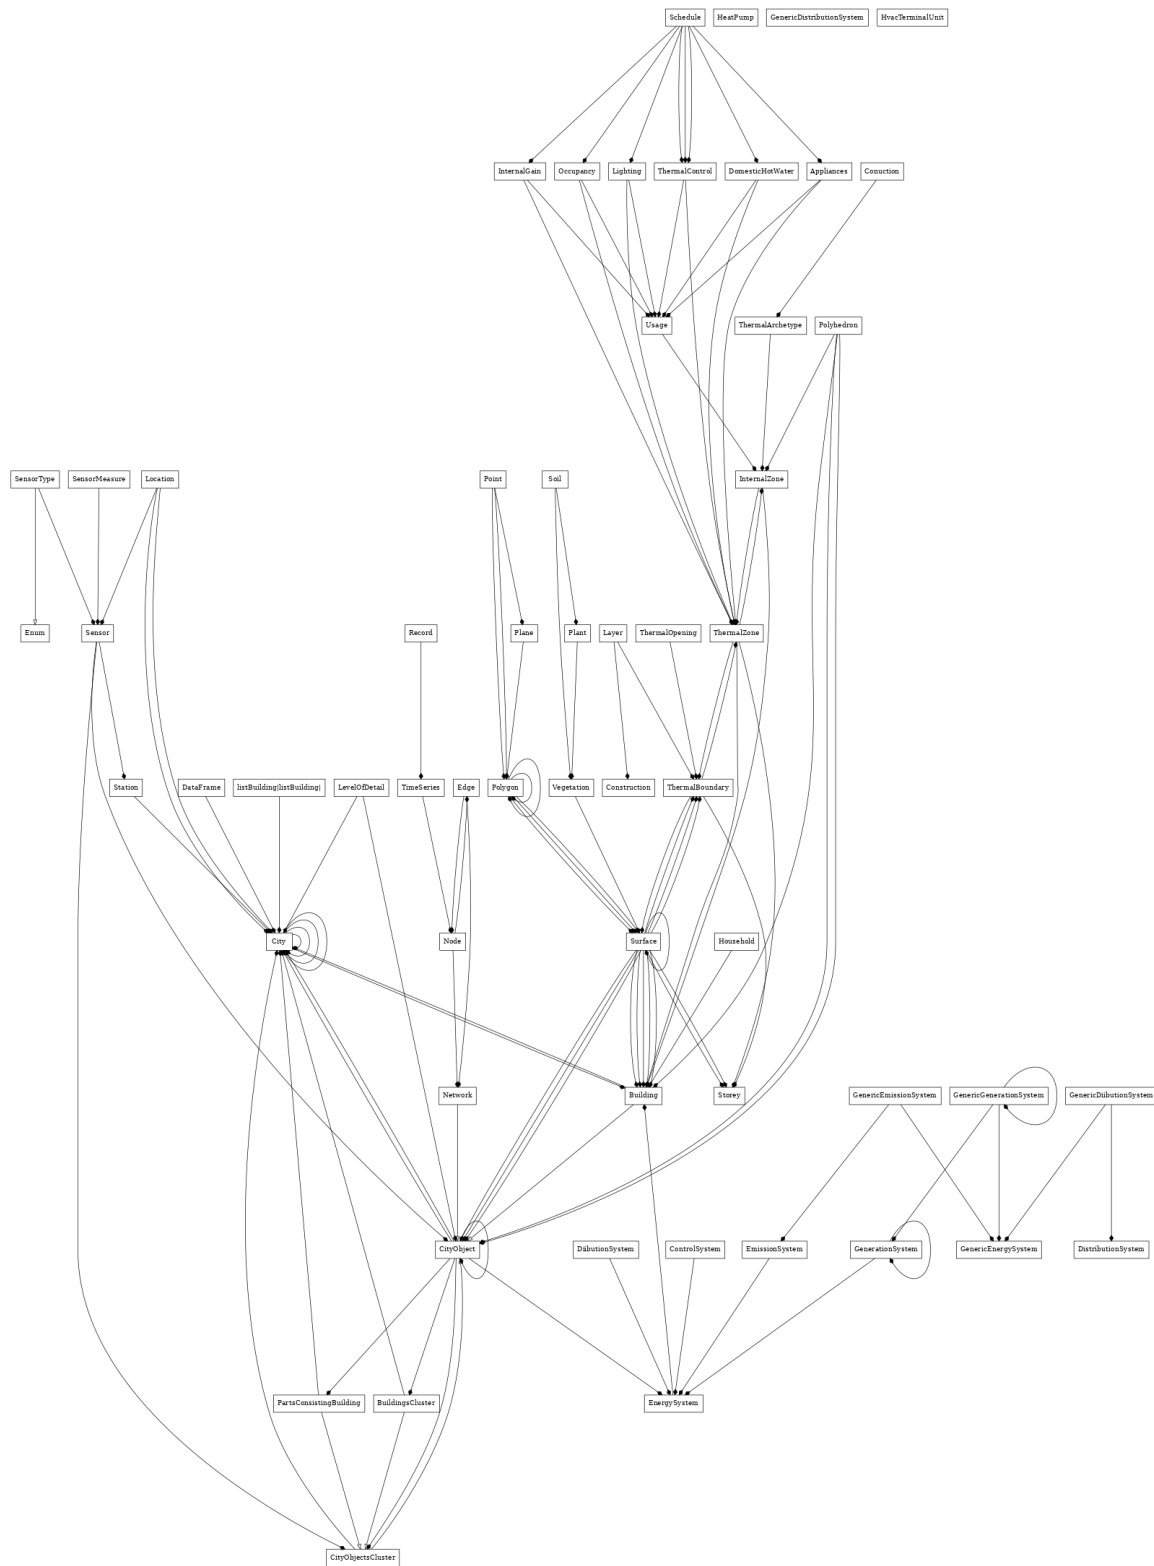 Schedule
HeatPump
GenericDistributionSystem
HvacTerminalUnit
InternalGain
Occupancy
Lighting
ThermalControl
DomesticHotWater
Appliances
Conuction
Usage
ThermalArchetype
Polyhedron
SensorType
SensorMeasure
Location
Point
Soil
InternalZone
Enum
Sensor
Record
Plane
Plant
Layer
ThermalOpening
ThermalZone
Station
DataFrame
listBuilding|listBuilding|
LevelOfDetail
TimeSeries
Edge
Polygon
Vegetation
Construction
ThermalBoundary
City
Node
Surface
Household
Network
Building
Storey
GenericEmissionSystem
GenericGenerationSystem
GenericDiibutionSystem
CityObject
DiibutionSystem
ControlSystem
EmissionSystem
GenerationSystem
GenericEnergySystem
DistributionSystem
PartsConsistingBuilding
BuildingsCluster
EnergySystem
CityObjectsCluster